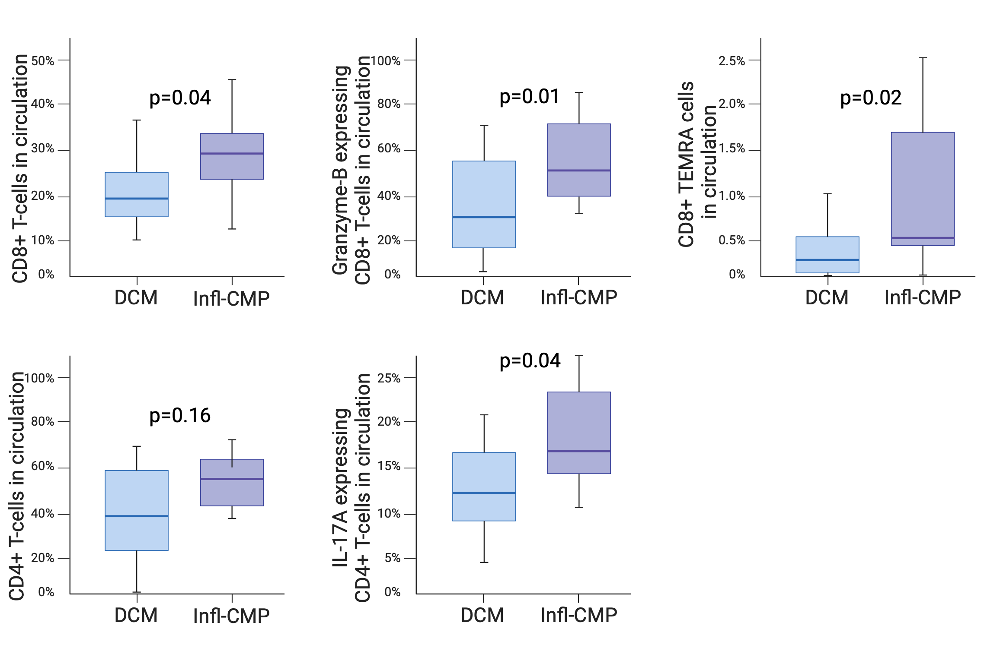 CD8+ T-cells in circulation
50%
40%
30%
20%
10%
0%
p=0.04
DCM
Infl-CMP
Granzyme-B expressing
CD8+ T-cells in circulation
100%
80%
60%
40%
20%
0%
p=0.01
DCM
Infl-CMP
CD8+ TEMRA cells
in circulation
2.5%
2.0%
1.5%
1.0%
0.5%
0%
p=0.02
DCM
Infl-CMP
CD4+ T-cells in circulation
100%
80%
60%
40%
20%
0%
p=0.16
DCM
Infl-CMP
IL-17A expressing
CD4+ T-cells in circulation
25%
20%
15%
10%
5%
0%
p=0.04
DCM
Infl-CMP